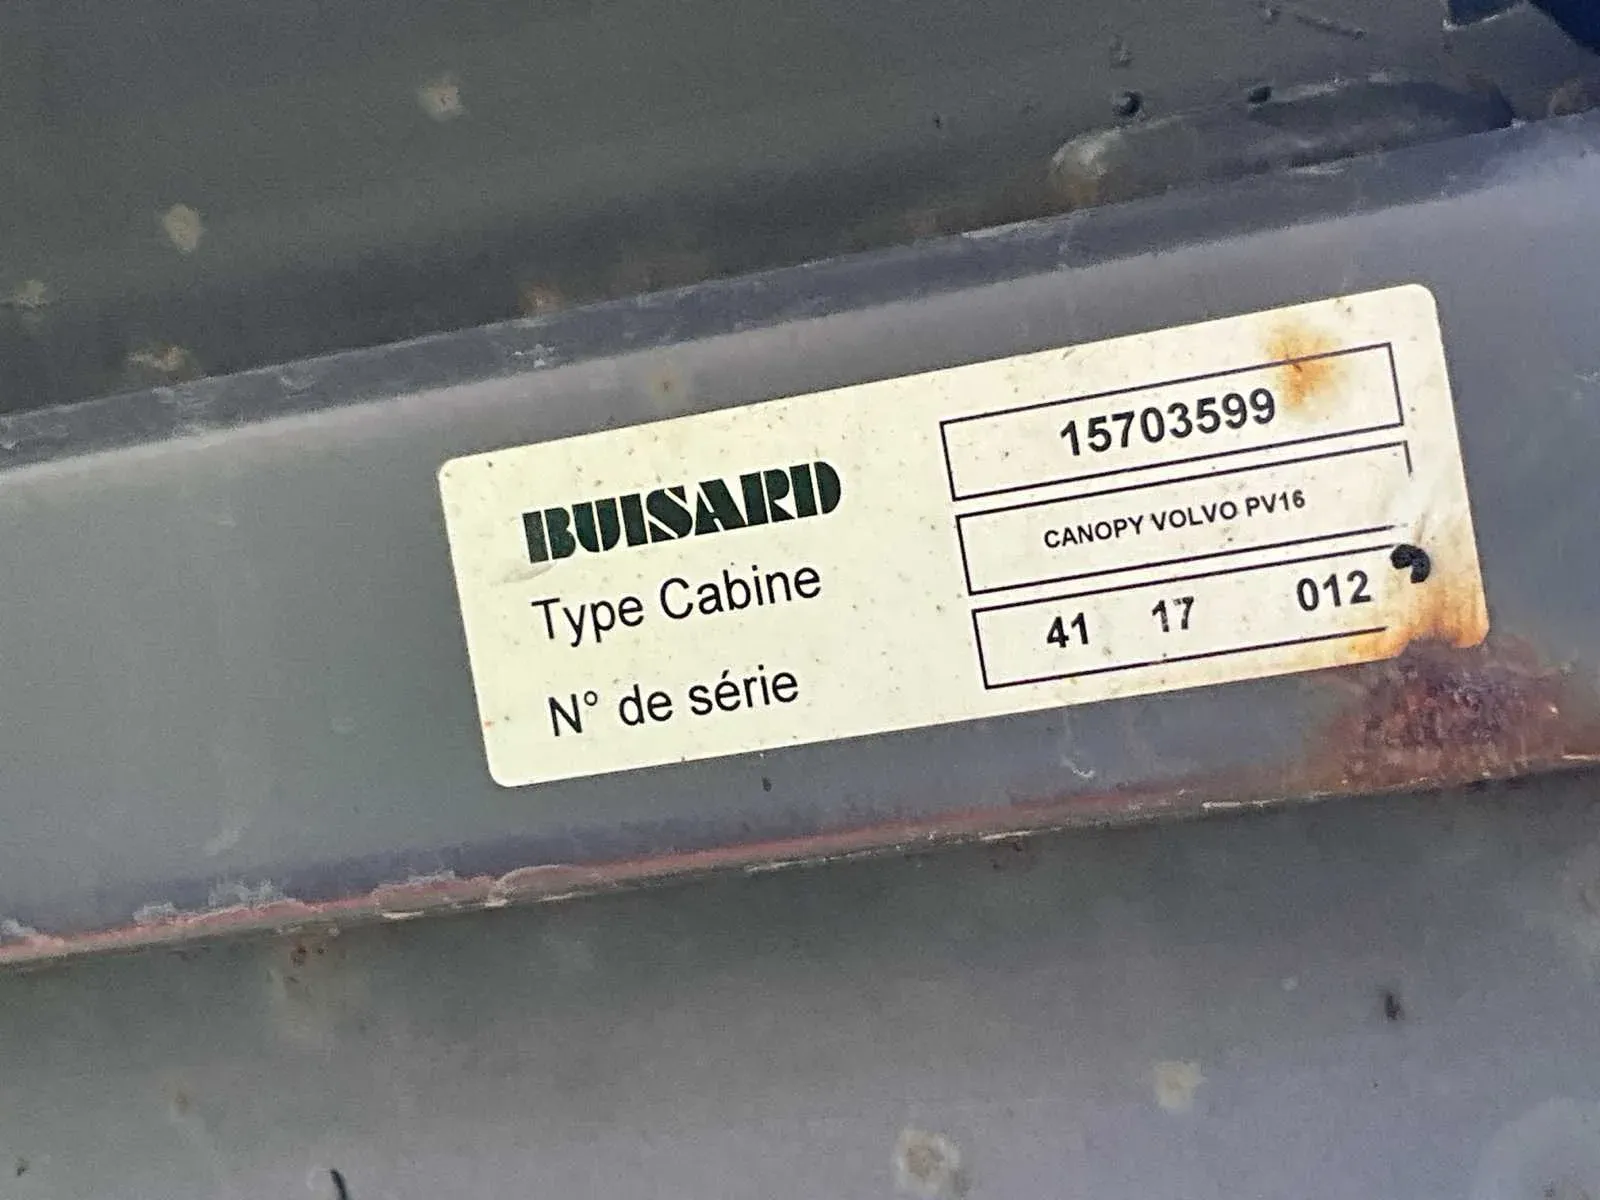 BUISARD
15703599
Type Cabine
CANOPY VOLVO PV16
N° de série
41 17 012